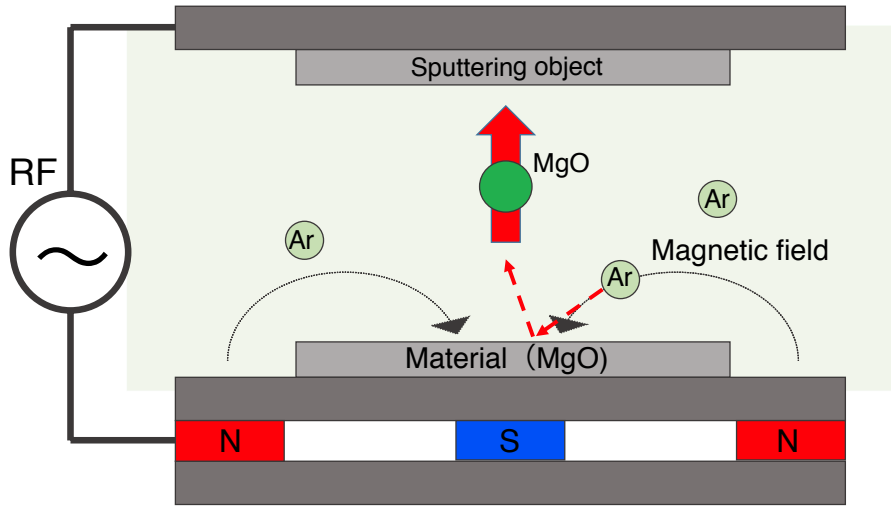 Sputtering object
MgO
RF
Ar
Ar
Magnetic field
Ar
Material （MgO)
N
S
N